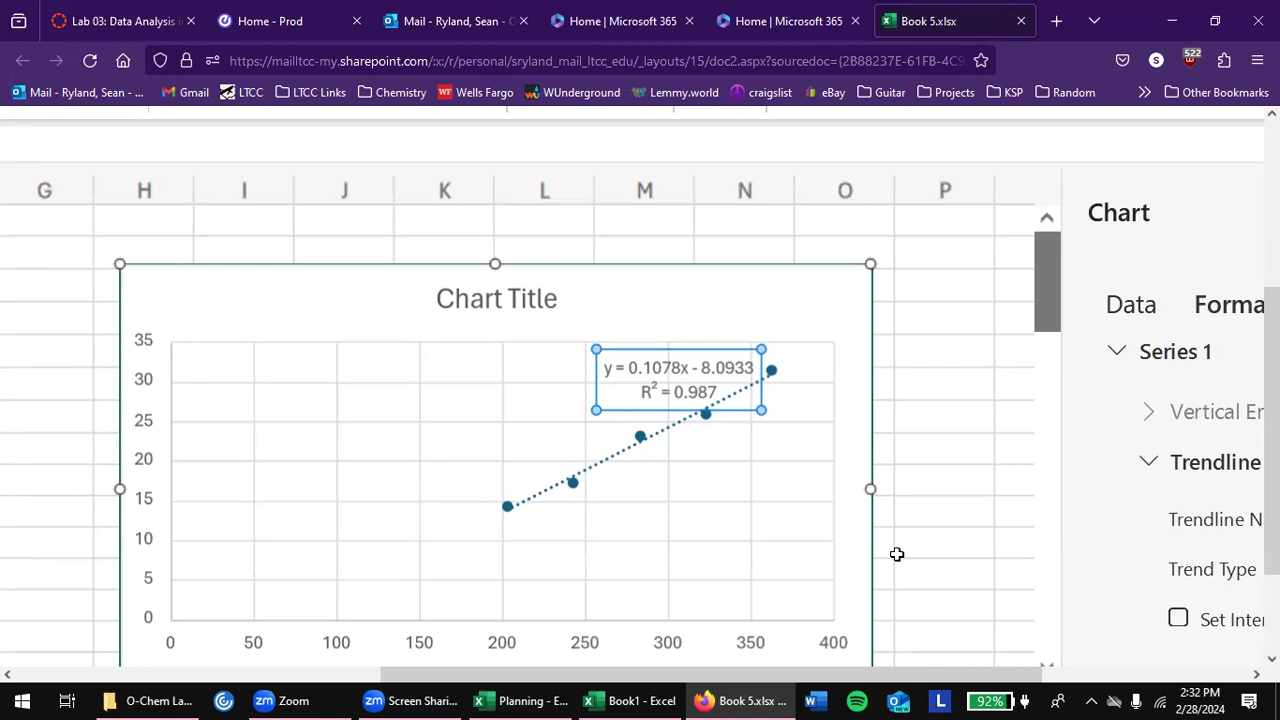 Lab 03: Data Analysis in
Home - Prod
Mail - Ryland, Sean - O
Home | Microsoft 365
Home | Microsoft 365
Book 5.xlsx
https://mailltcc-my.sharepoint.com/:x:/r/personal/sryland_mail_ltcc_edu/_layouts/15/doc2.aspx?sourcedoc={2B88237E-61FB-4C9
522
Mail - Ryland, Sean - ...
Gmail
LTCC
LTCC Links
Chemistry
Wells Fargo
WUnderground
Lemmy.world
craigslist
eBay
Guitar
Projects
KSP
Random
Other Bookmarks
G H I J K L M N O P
Chart Title
35
30
25
20
15
10
5
0
0 50 100 150 200 250 300 350 400
y = 0.1078x - 8.0933
R² = 0.987
Chart
Data Forma
Series 1
Vertical Er
Trendline
Trendline N
Trend Type
Set Inter
O-Chem La...
Zoom
Screen Shari...
Planning - E...
Book1 - Excel
Book 5.xlsx ...
92%
2:32 PM
2/28/2024